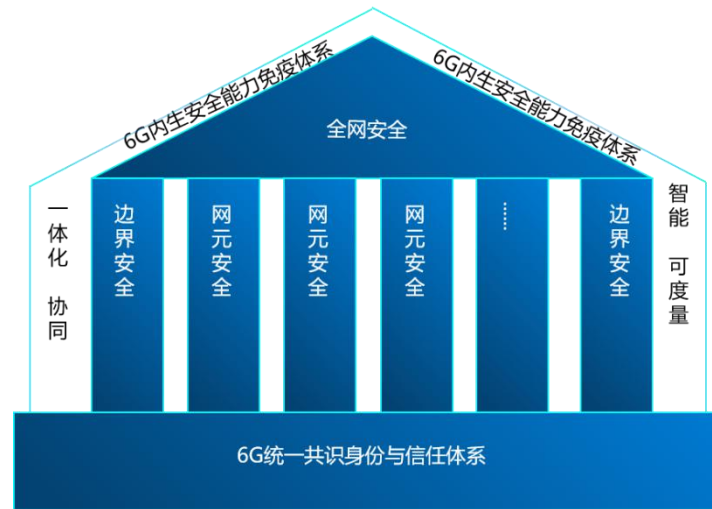 6G内生安全能力免疫体系
6G内生安全能力免疫体系
全网安全
一体化 协同
边界安全
网元安全
网元安全
网元安全
......
边界安全
智能 可度量
6G统一共识身份与信任体系